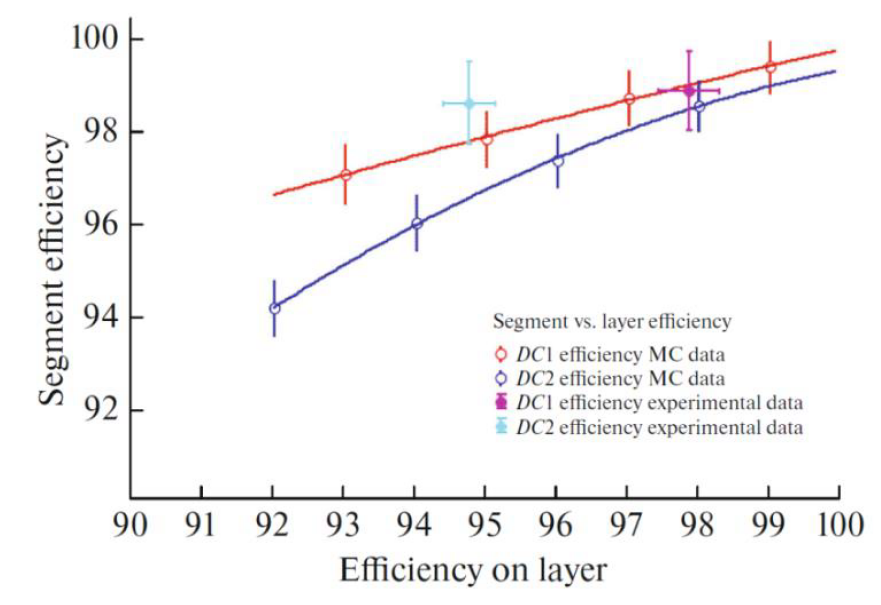 100
98
96
94
92
Segment efficiency
Segment vs. layer efficiency
DC1 efficiency MC data
DC2 efficiency MC data
DC1 efficiency experimental data
DC2 efficiency experimental data
90 91 92 93 94 95 96 97 98 99 100
Efficiency on layer